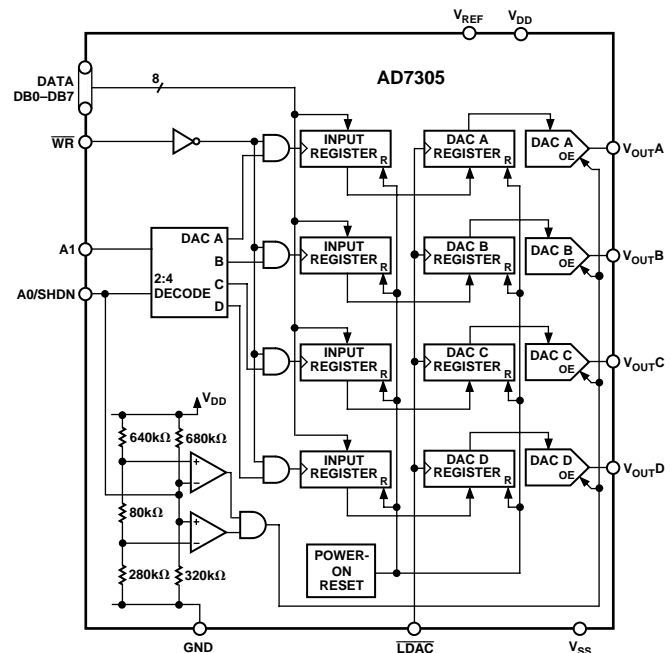 VREF
VDD
AD7305
DATA
DB0–DB7
8
WR
INPUT
REGISTER
R
DAC A
REGISTER
R
DAC A
OE
VOUTA
A1
A0/SHDN
2:4
DECODE
DAC A
B
C
D
INPUT
REGISTER
R
DAC B
REGISTER
R
DAC B
OE
VOUTB
INPUT
REGISTER
R
DAC C
REGISTER
R
DAC C
OE
VOUTC
VDD
640kΩ
680kΩ
+
–
80kΩ
+
–
280kΩ
320kΩ
INPUT
REGISTER
R
DAC D
REGISTER
R
DAC D
OE
VOUTD
POWER-
ON
RESET
GND
LDAC
VSS